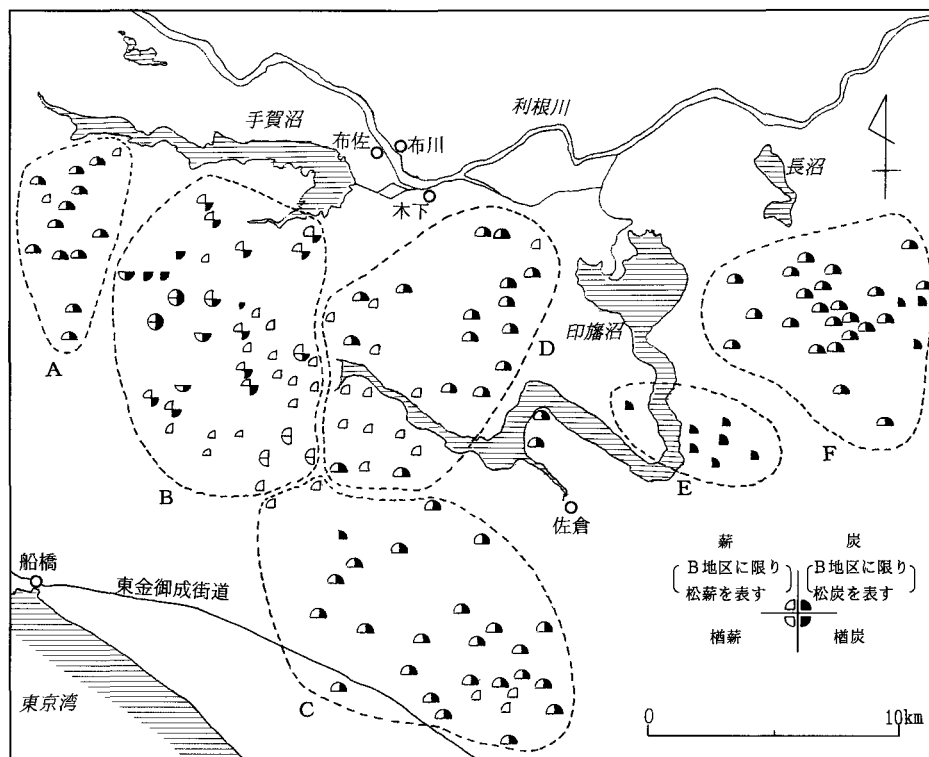 手賀沼
利根川
布佐
布川
長沼
木下
印旛沼
A
D
F
B
E
佐倉
船橋
東金御成街道
薪
炭
B地区に限り
松薪を表す
B地区に限り
松炭を表す
楢薪
楢炭
東京湾
C
0
10km